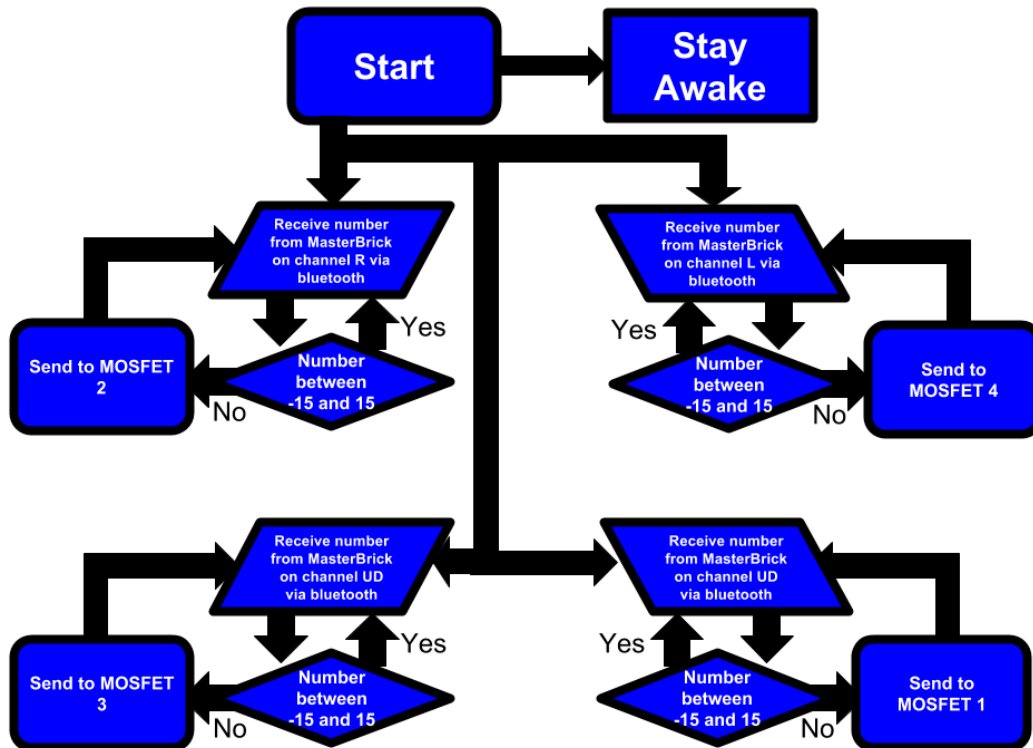 Start
Stay
Awake
Receive number
from MasterBrick
on channel R via
bluetooth
Receive number
from MasterBrick
on channel L via
bluetooth
Yes
Yes
Send to MOSFET
2
Number
between
-15 and 15
No
Number
between
-15 and 15
No
Send to
MOSFET 4
Receive number
from MasterBrick
on channel UD
via bluetooth
Receive number
from MasterBrick
on channel UD
via bluetooth
Yes
Yes
Send to MOSFET
3
Number
between
-15 and 15
No
Number
between
-15 and 15
No
Send to
MOSFET 1